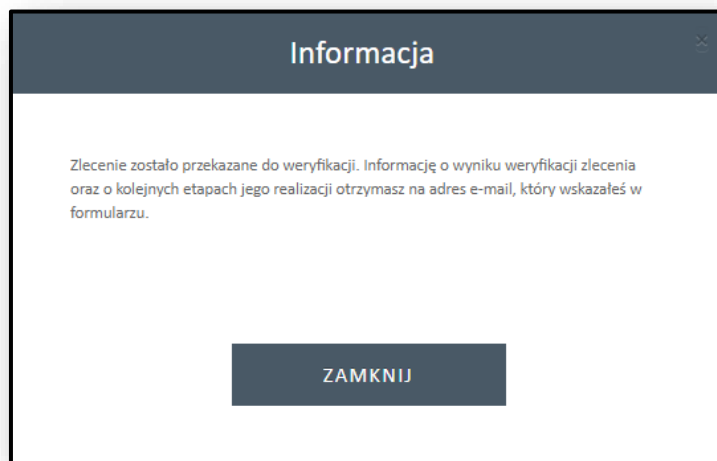 Informacja
Zlecenie zostało przekazane do weryfikacji. Informację o wyniku weryfikacji zlecenia
oraz o kolejnych etapach jego realizacji otrzymasz na adres e-mail, który wskazałeś w
formularzu.
ZAMKNIJ